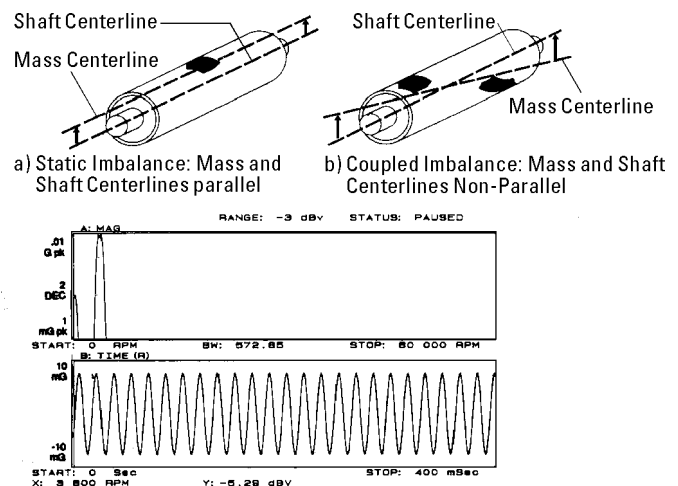 Shaft Centerline
Mass Centerline
a) Static Imbalance: Mass and
Shaft Centerlines parallel
Shaft Centerline
Mass Centerline
b) Coupled Imbalance: Mass and Shaft
Centerlines Non-Parallel
RANGE: -3 dBv STATUS: PAUSED
A: MAG
.01
G pk
2
DEC
1
mG pk
START: 0 RPM BW: 572.85 STOP: 60 000 RPM
B: TIME (R)
10
mG
-10
mG
START: 0 Sec STOP: 400 mSec
X: 3 600 RPM Y: -5.29 dBV